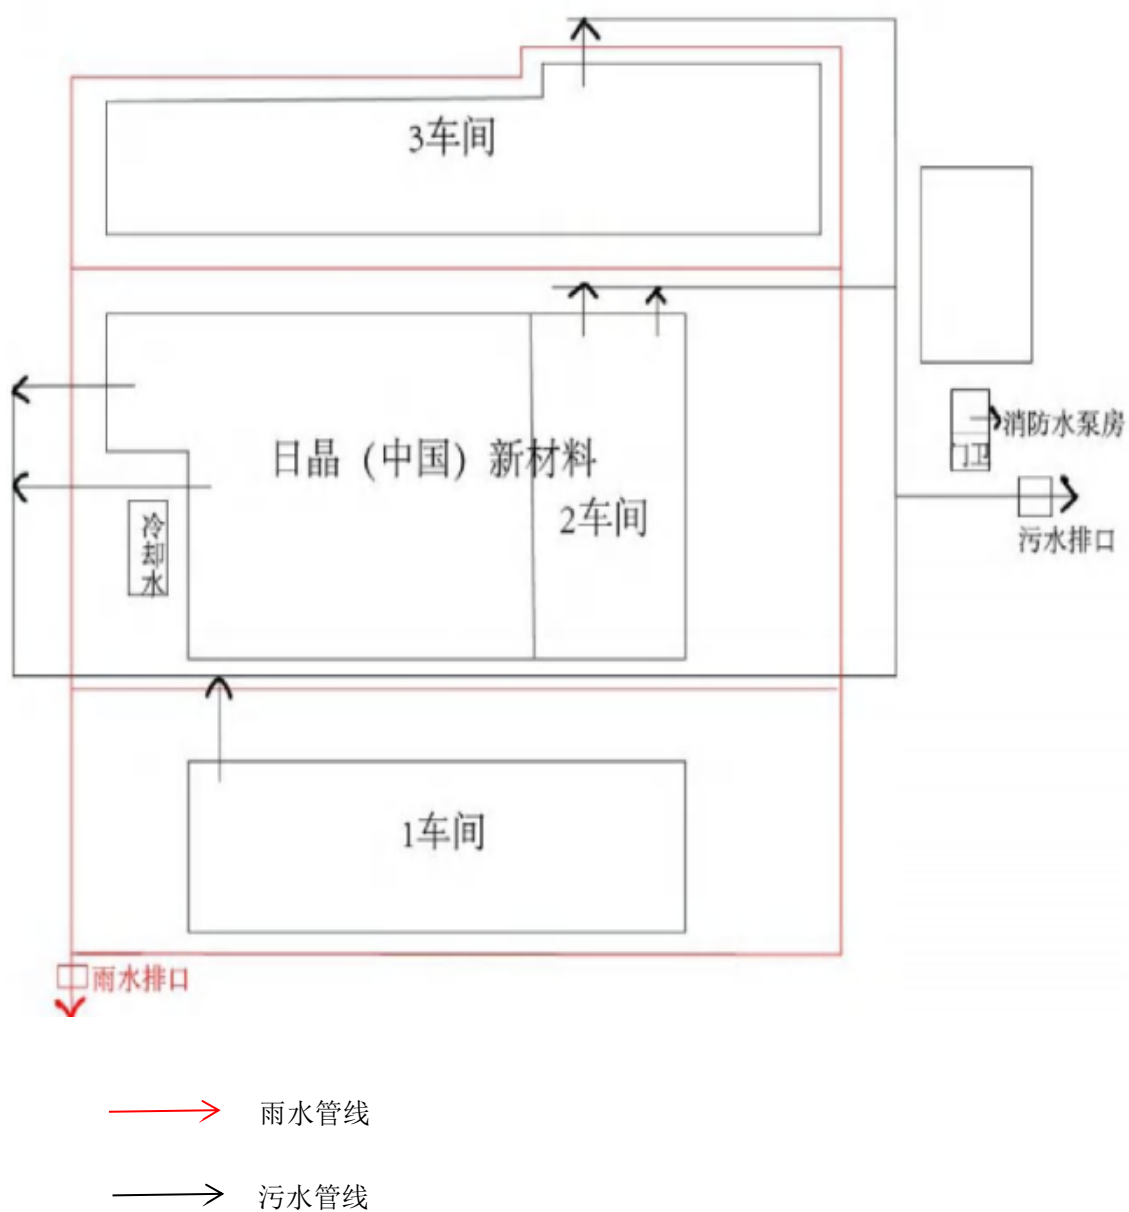 3车间
日晶（中国）新材料
2车间
冷却水
消防水泵房
门卫
污水排口
1车间
雨水排口
雨水管线
污水管线